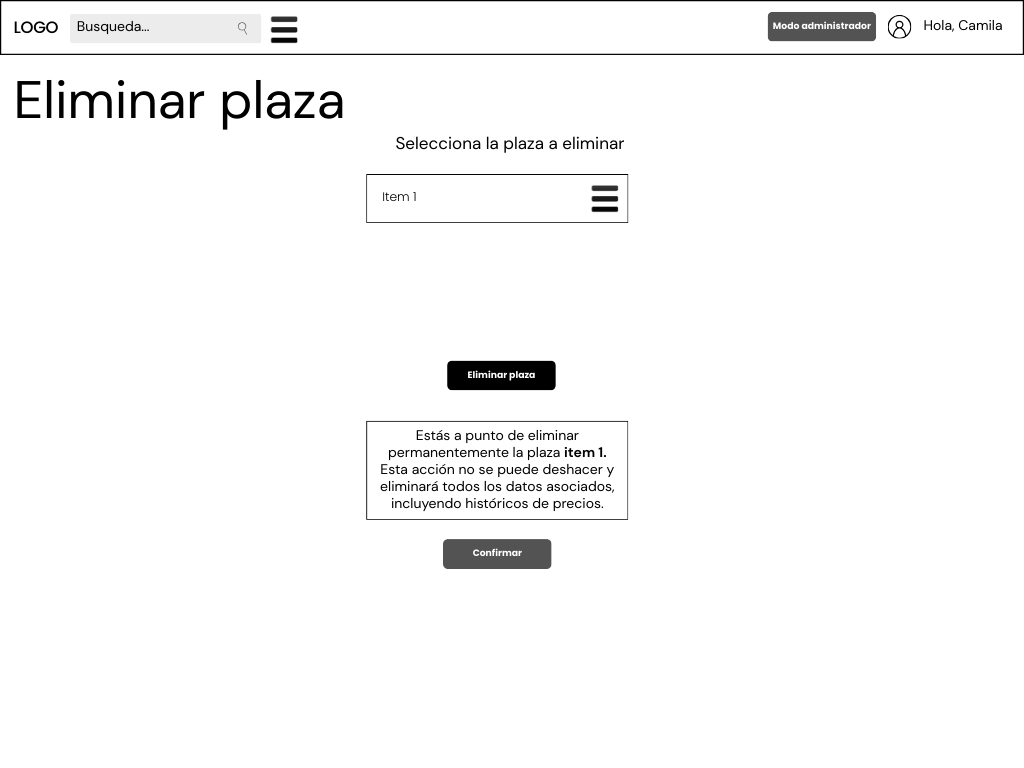 LOGO
Busqueda...
Modo administrador
Hola, Camila
Eliminar plaza
Selecciona la plaza a eliminar
Item 1
Eliminar plaza
Estás a punto de eliminar
permanentemente la plaza item 1.
Esta acción no se puede deshacer y
eliminará todos los datos asociados,
incluyendo históricos de precios.
Confirmar